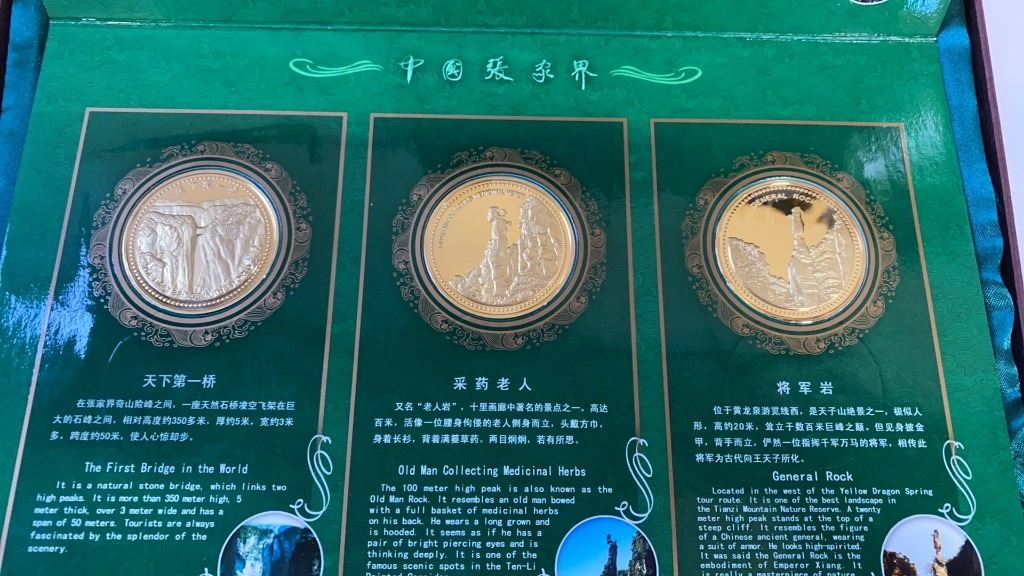 中國張家界
GENERAL ROCK
天下第一桥
在张家界奇山险峰之间，一座天然石桥凌空飞架在巨
大的石峰之间，相对高度约350多米，厚约5米，宽约3米
多，跨度约50米，使人心惊却步。
The First Bridge in the World
It is a natural stone bridge, which links two
high peaks. It is more than 350 meter high, 5
meter thick, over 3 meter wide and has a
span of 50 meters. Tourists are always
fascinated by the splendor of the
scenery.
采药老人
又名“老人岩”，十里画廊中著名的景点之一。高达
百米，活像一位腰身佝偻的老人侧身而立，头戴方巾，
身着长衫，背着满篓草药。两目炯炯，若有所思。
Old Man Collecting Medicinal Herbs
The 100 meter high peak is also known as the
Old Man Rock. It resembles an old man bowed
with a full basket of medicinal herbs
on his back. He wears a long grown and
is hooded. It seems as if he has a
pair of bright piercing eyes and is
thinking deeply. It is one of the
famous scenic spots in the Ten-Li
将军岩
位于黄龙泉游览线西，是天子山绝景之一，极似人
形，高约20米，耸立于数百米巨峰之颠。但见身披金
甲，背手而立，俨然一位指挥千军万马的将军，相传此
将军为古代向王天子所化。
General Rock
Located in the west of the Yellow Dragon Spring
tour route. It is one of the best landscape in
the Tianzi Mountain Nature Reserve. A twenty
meter high peak stands at the top of a
steep cliff. It resembles the figure
of a Chinese ancient general, wearing
a suit of armor. He looks high-spirited.
It was said the General Rock is the
embodiment of Emperor Xiang. It
is really a masterpiece of nature.